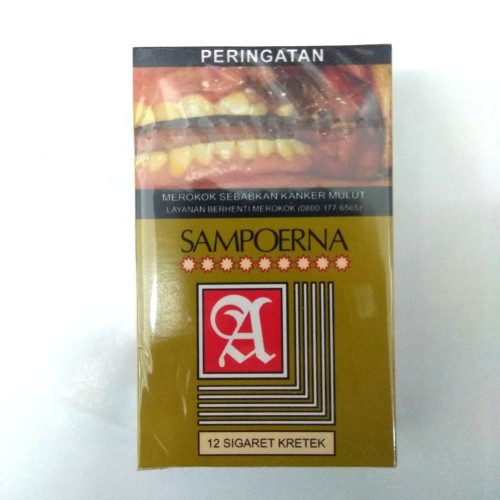 PERINGATAN
MEROKOK SEBABKAN KANKER MULUT
LAYANAN BERHENTI MEROKOK (0800-177-6565)
SAMPOERNA
A
12 SIGARET KRETEK